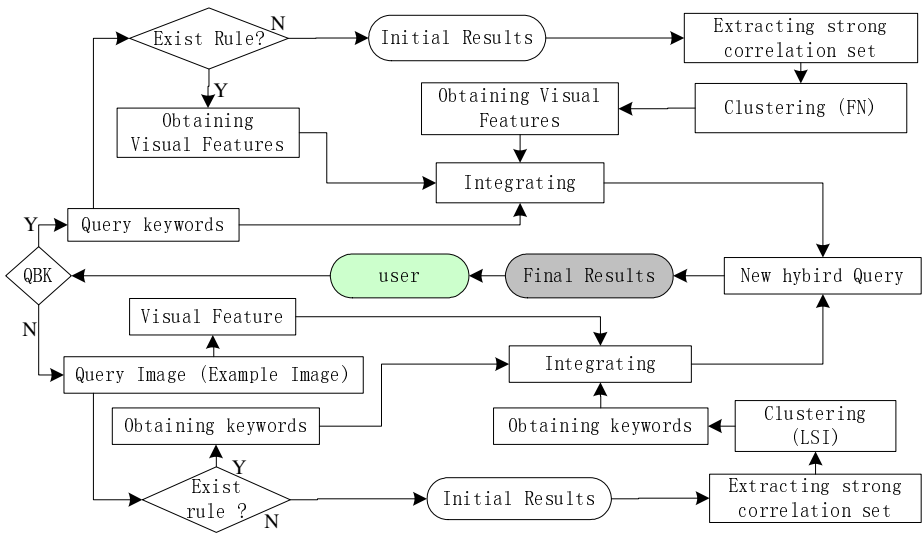 Exist Rule?
N
Initial Results
Extracting strong
correlation set
Y
Obtaining
Visual Features
Obtaining Visual
Features
Clustering (FN)
Integrating
Y
Query keywords
QBK
user
Final Results
New hybird Query
N
Visual Feature
Integrating
Query Image (Example Image)
Obtaining keywords
Obtaining keywords
Clustering
(LSI)
Y
Exist
rule ?
N
Initial Results
Extracting strong
correlation set